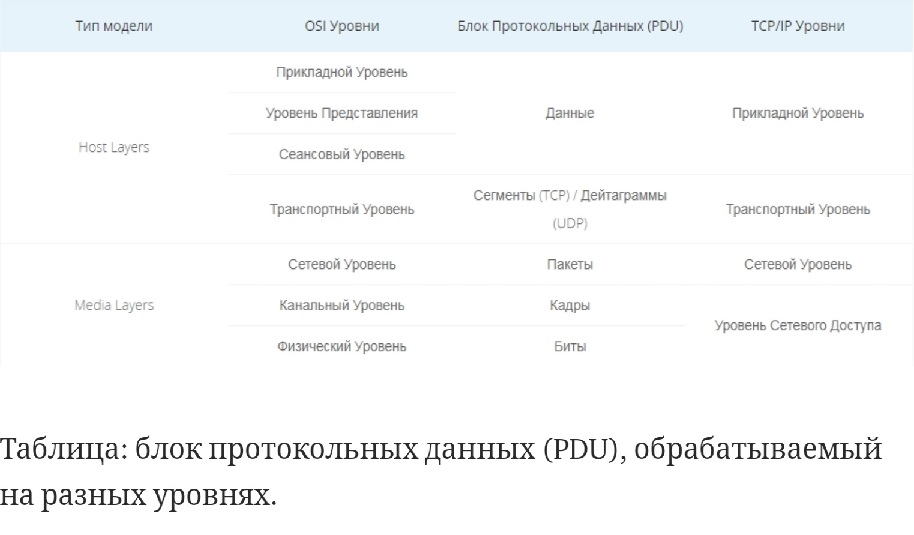 Тип модели OSI Уровни Блок Протокольных Данных (PDU) TCP/IP Уровни
Прикладной Уровень
Уровень Представления Данные Прикладной Уровень
Host Layers
Сеансовый Уровень
Транспортный Уровень Сегменты (TCP) / Дейтаграммы Транспортный Уровень
(UDP)
Сетевой Уровень Пакеты Сетевой Уровень
Media Layers Канальный Уровень Кадры
Уровень Сетевого Доступа
Физический Уровень Биты
Таблица: блок протокольных данных (PDU), обрабатываемый
на разных уровнях.